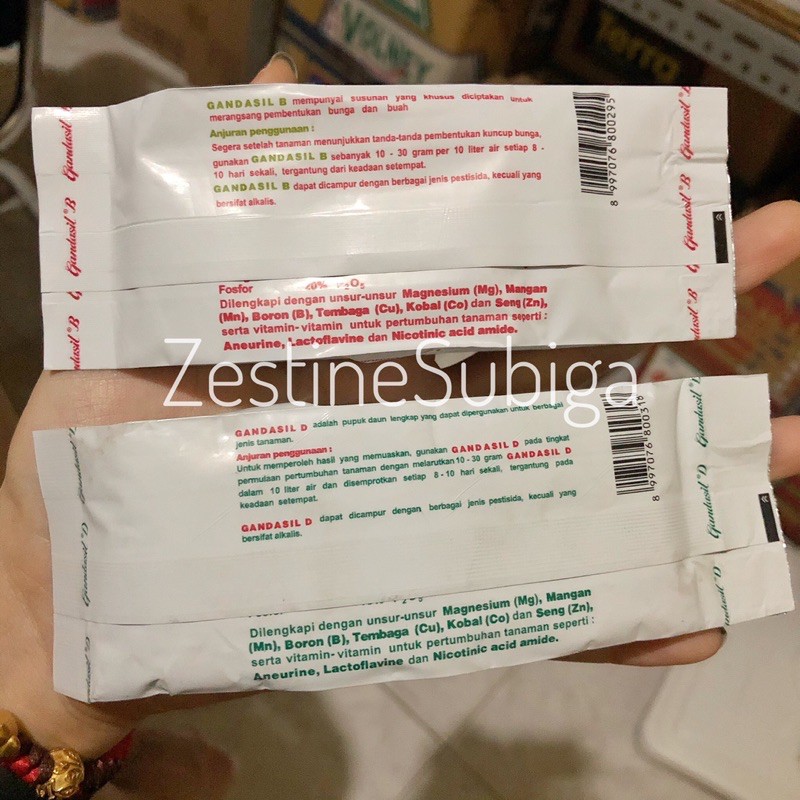 VOLNEX
Terra
GANDASIL B mempunyai susunan yang khusus diciptakan untuk
merangsang pembentukan bunga dan buah
Anjuran penggunaan :
Segera setelah tanaman menunjukkan tanda-tanda pembentukan kuncup bunga,
gunakan GANDASIL B sebanyak 10 - 30 gram per 10 liter air setiap 8 -
10 hari sekali, tergantung dari keadaan setempat.
GANDASIL B dapat dicampur dengan berbagai jenis pestisida, kecuali yang
bersifat alkalis.
8 997076 800295
Gandasil ® B
Gandasil ® B
Gandasil ® B
Gandasil ® B
Fosfor 20%
Dilengkapi dengan unsur-unsur Magnesium (Mg), Mangan
(Mn), Boron (B), Tembaga (Cu), Kobal (Co) dan Seng (Zn),
serta vitamin-vitamin untuk pertumbuhan tanaman seperti :
Aneurine, Lactoflavine dan Nicotinic acid amide.
ZestineSubiga
GANDASIL D adalah pupuk daun lengkap yang dapat dipergunakan untuk berbagai
jenis tanaman.
Anjuran penggunaan :
Untuk memperoleh hasil yang memuaskan, gunakan GANDASIL D pada tingkat
permulaan pertumbuhan tanaman dengan melarutkan 10 - 30 gram GANDASIL D
dalam 10 liter air dan disemprotkan setiap 8 - 10 hari sekali, tergantung pada
keadaan setempat.
GANDASIL D dapat dicampur dengan berbagai jenis pestisida, kecuali yang
bersifat alkalis.
8 997076 800318
Gandasil ® D
Gandasil ® D
Gandasil ® D
Gandasil ® D
Dilengkapi dengan unsur-unsur Magnesium (Mg), Mangan
(Mn), Boron (B), Tembaga (Cu), Kobal (Co) dan Seng (Zn),
serta vitamin- vitamin untuk pertumbuhan tanaman seperti :
Aneurine, Lactoflavine dan Nicotinic acid amide.